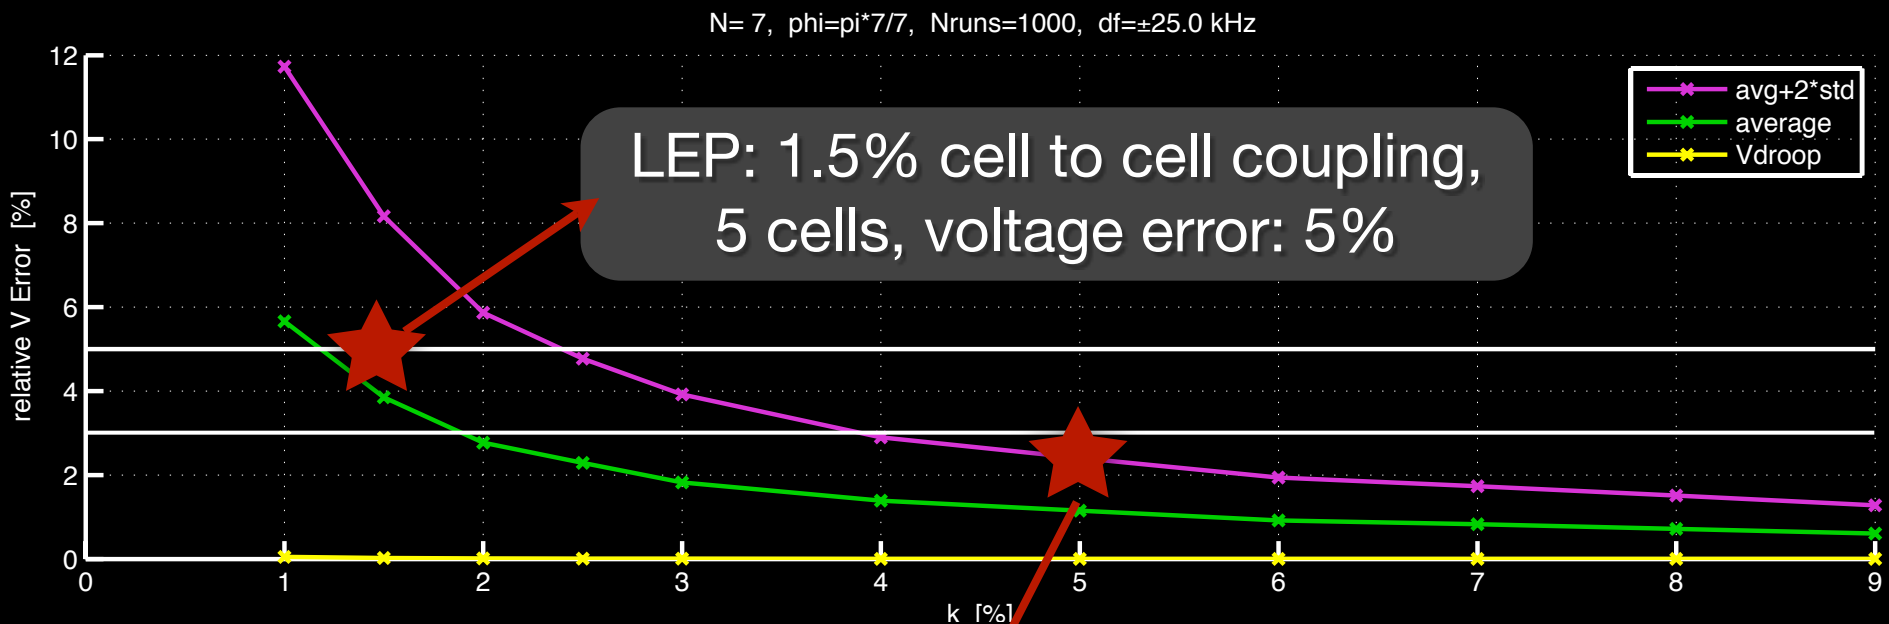 N= 7, phi=pi*7/7, Nruns=1000, df=±25.0 kHz
12
10
8
6
4
2
0
relative V Error [%]
LEP: 1.5% cell to cell coupling,
5 cells, voltage error: 5%
avg+2*std
average
Vdroop
0 1 2 3 4 5 6 7 8 9
k [%]